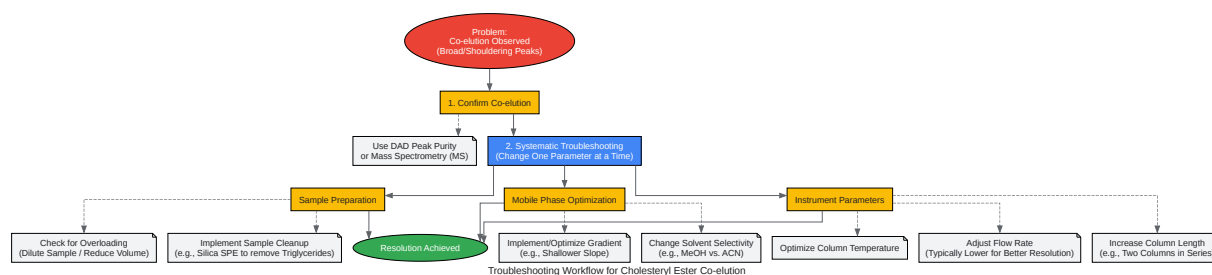 Problem:
Co-elution Observed
(Broad/Shouldering Peaks)
1. Confirm Co-elution
Use DAD Peak Purity
or Mass Spectrometry (MS)
2. Systematic Troubleshooting
(Change One Parameter at a Time)
Sample Preparation
Mobile Phase Optimization
Instrument Parameters
Check for Overloading
(Dilute Sample / Reduce Volume)
Implement Sample Cleanup
(e.g., Silica SPE to remove Triglycerides)
Resolution Achieved
Implement/Optimize Gradient
(e.g., Shallower Slope)
Change Solvent Selectivity
(e.g., MeOH vs. ACN)
Optimize Column Temperature
Adjust Flow Rate
(Typically Lower for Better Resolution)
Increase Column Length
(e.g., Two Columns in Series)
Troubleshooting Workflow for Cholesteryl Ester Co-elution